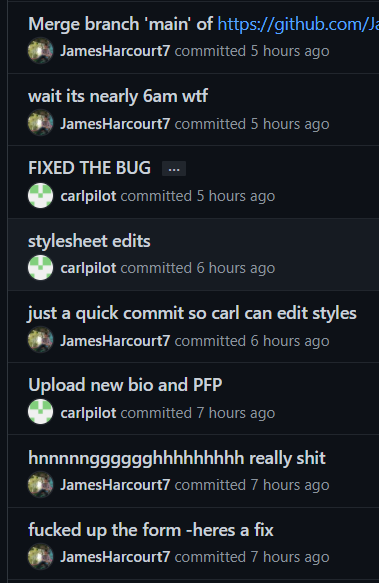 Merge branch 'main' of https://github.com/Ja
JamesHarcourt7 committed 5 hours ago
wait its nearly 6am wtf
JamesHarcourt7 committed 5 hours ago
FIXED THE BUG ...
carlpilot committed 5 hours ago
stylesheet edits
carlpilot committed 6 hours ago
just a quick commit so carl can edit styles
JamesHarcourt7 committed 6 hours ago
Upload new bio and PFP
carlpilot committed 7 hours ago
hnnnnnggggghhhhhhhhh really shit
JamesHarcourt7 committed 7 hours ago
fucked up the form -heres a fix
JamesHarcourt7 committed 7 hours ago